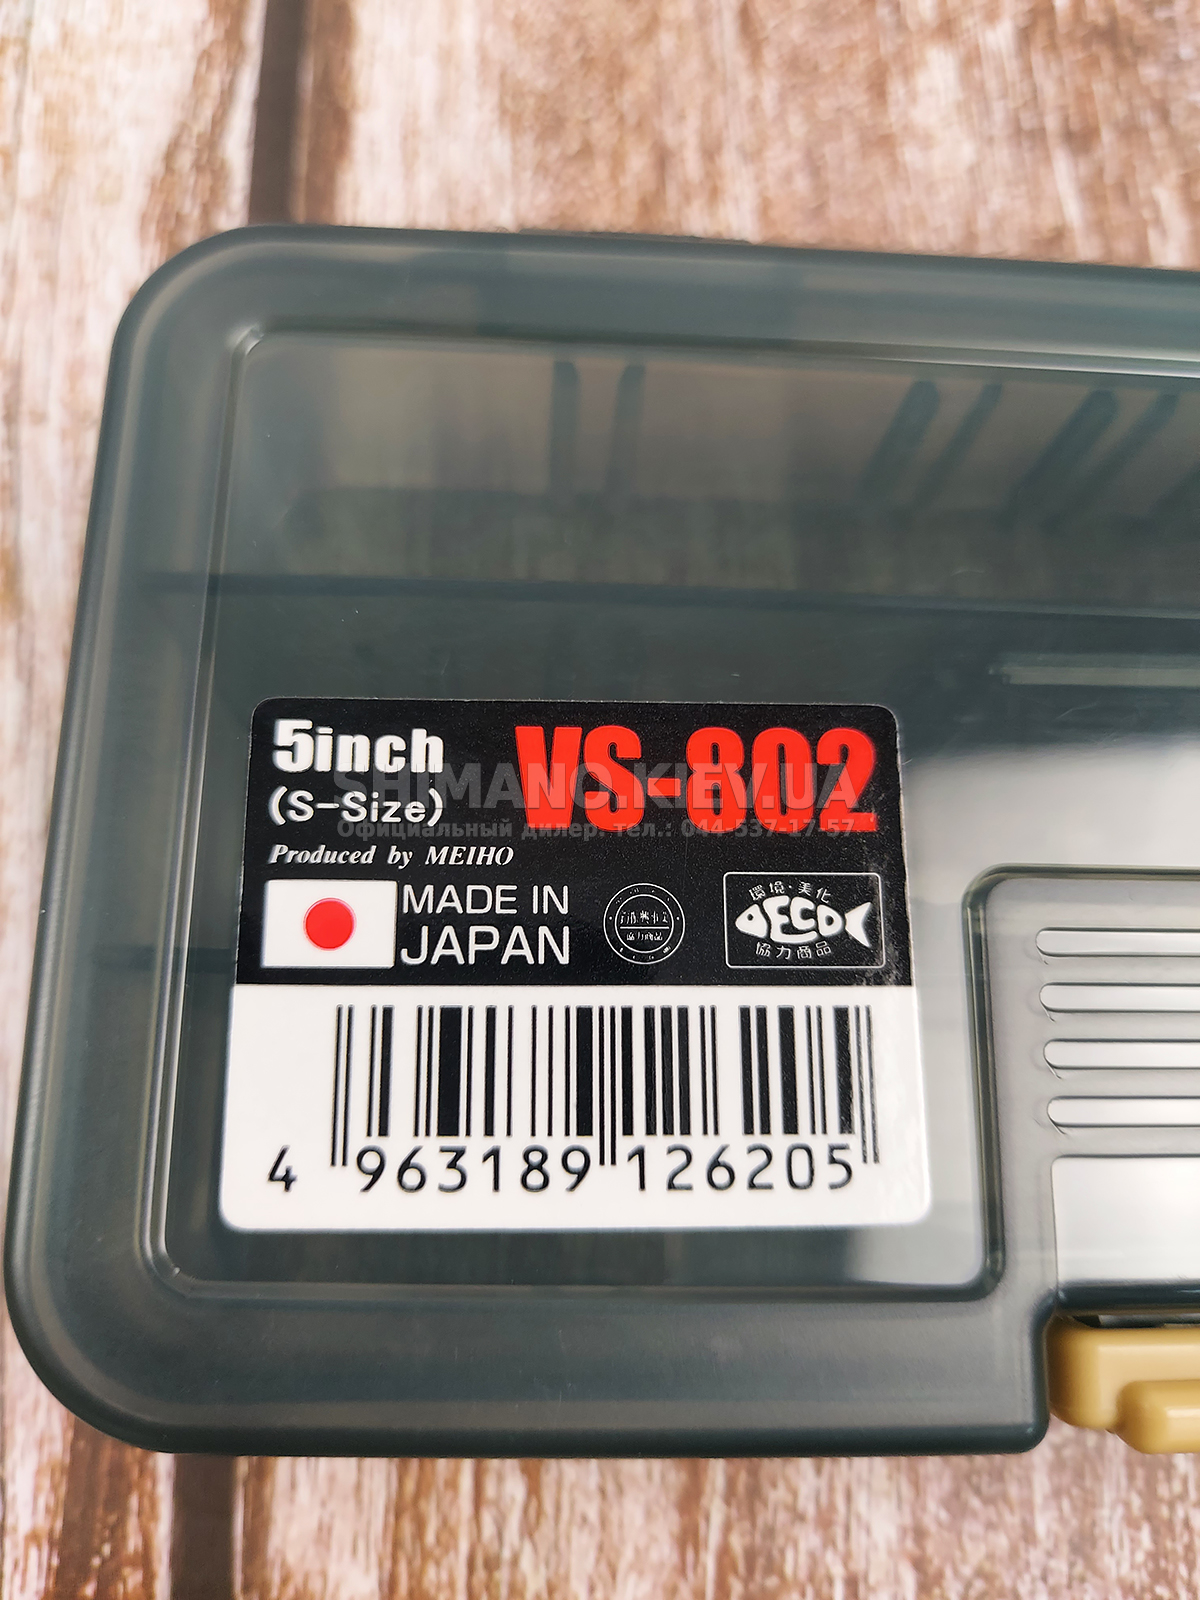 5inch
VS-802
(S-Size)
SHIMANO.KIEV.UA
Официальный дилер. тел.: 044-537-17-57
Produced by MEIHO
MADE IN
JAPAN
環境・美化
DECO
協力商品
4 963189 126205